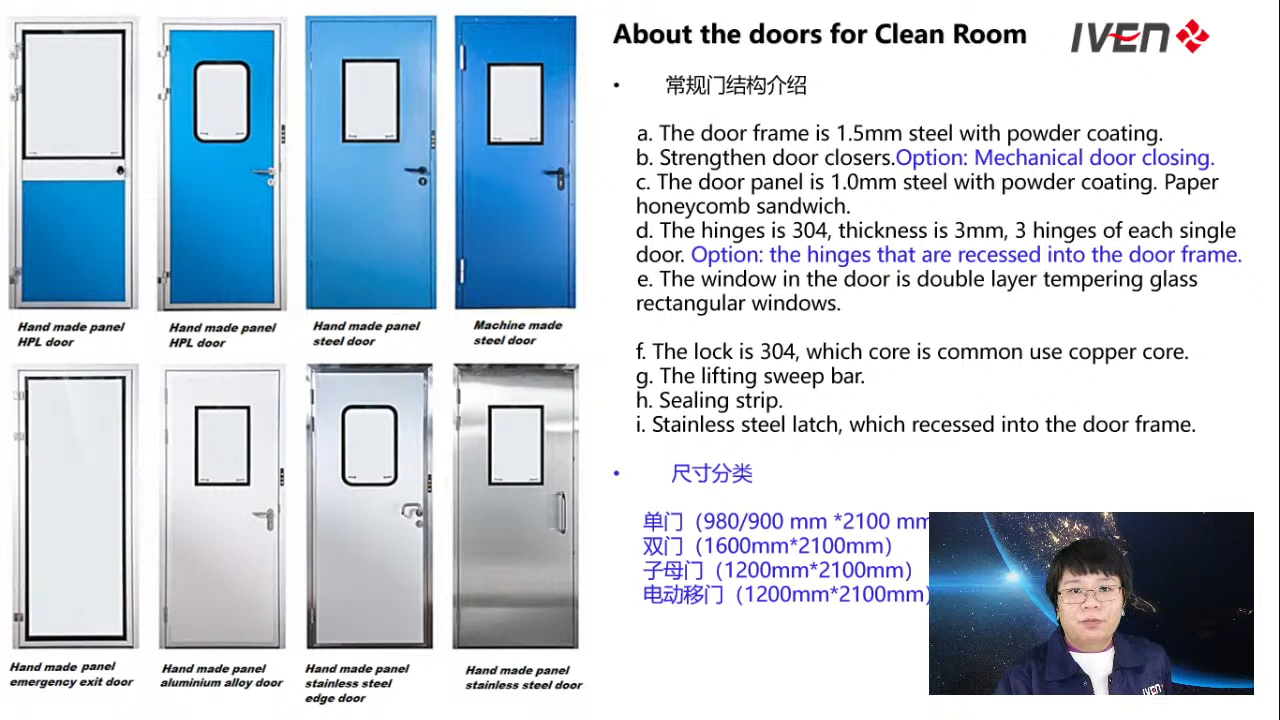 About the doors for Clean Room
IVEN
• 常规门结构介绍
a. The door frame is 1.5mm steel with powder coating.
b. Strengthen door closers.Option: Mechanical door closing.
c. The door panel is 1.0mm steel with powder coating. Paper
honeycomb sandwich.
d. The hinges is 304, thickness is 3mm, 3 hinges of each single
door. Option: the hinges that are recessed into the door frame.
e. The window in the door is double layer tempering glass
rectangular windows.
f. The lock is 304, which core is common use copper core.
g. The lifting sweep bar.
h. Sealing strip.
i. Stainless steel latch, which recessed into the door frame.
• 尺寸分类
单门（980/900 mm *2100 mm
双门（1600mm*2100mm）
子母门（1200mm*2100mm）
电动移门（1200mm*2100mm）
Hand made panel
HPL door
Hand made panel
HPL door
Hand made panel
steel door
Machine made
steel door
Hand made panel
emergency exit door
Hand made panel
aluminium alloy door
Hand made panel
stainless steel
edge door
Hand made panel
stainless steel door
IVEN